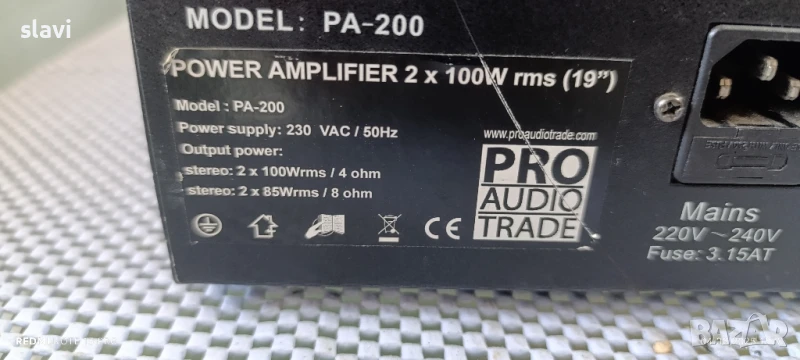 slavi
MODEL: PA-200
POWER AMPLIFIER 2 x 100W rms (19")
Model : PA-200
Power supply: 230 VAC / 50Hz
Output power:
stereo: 2 x 100Wrms / 4 ohm
stereo: 2 x 85Wrms / 8 ohm
www.proaudiotrade.com
PRO
AUDIO
TRADE
CE
Mains
220V~240V
Fuse: 3.15AT
BAZAR